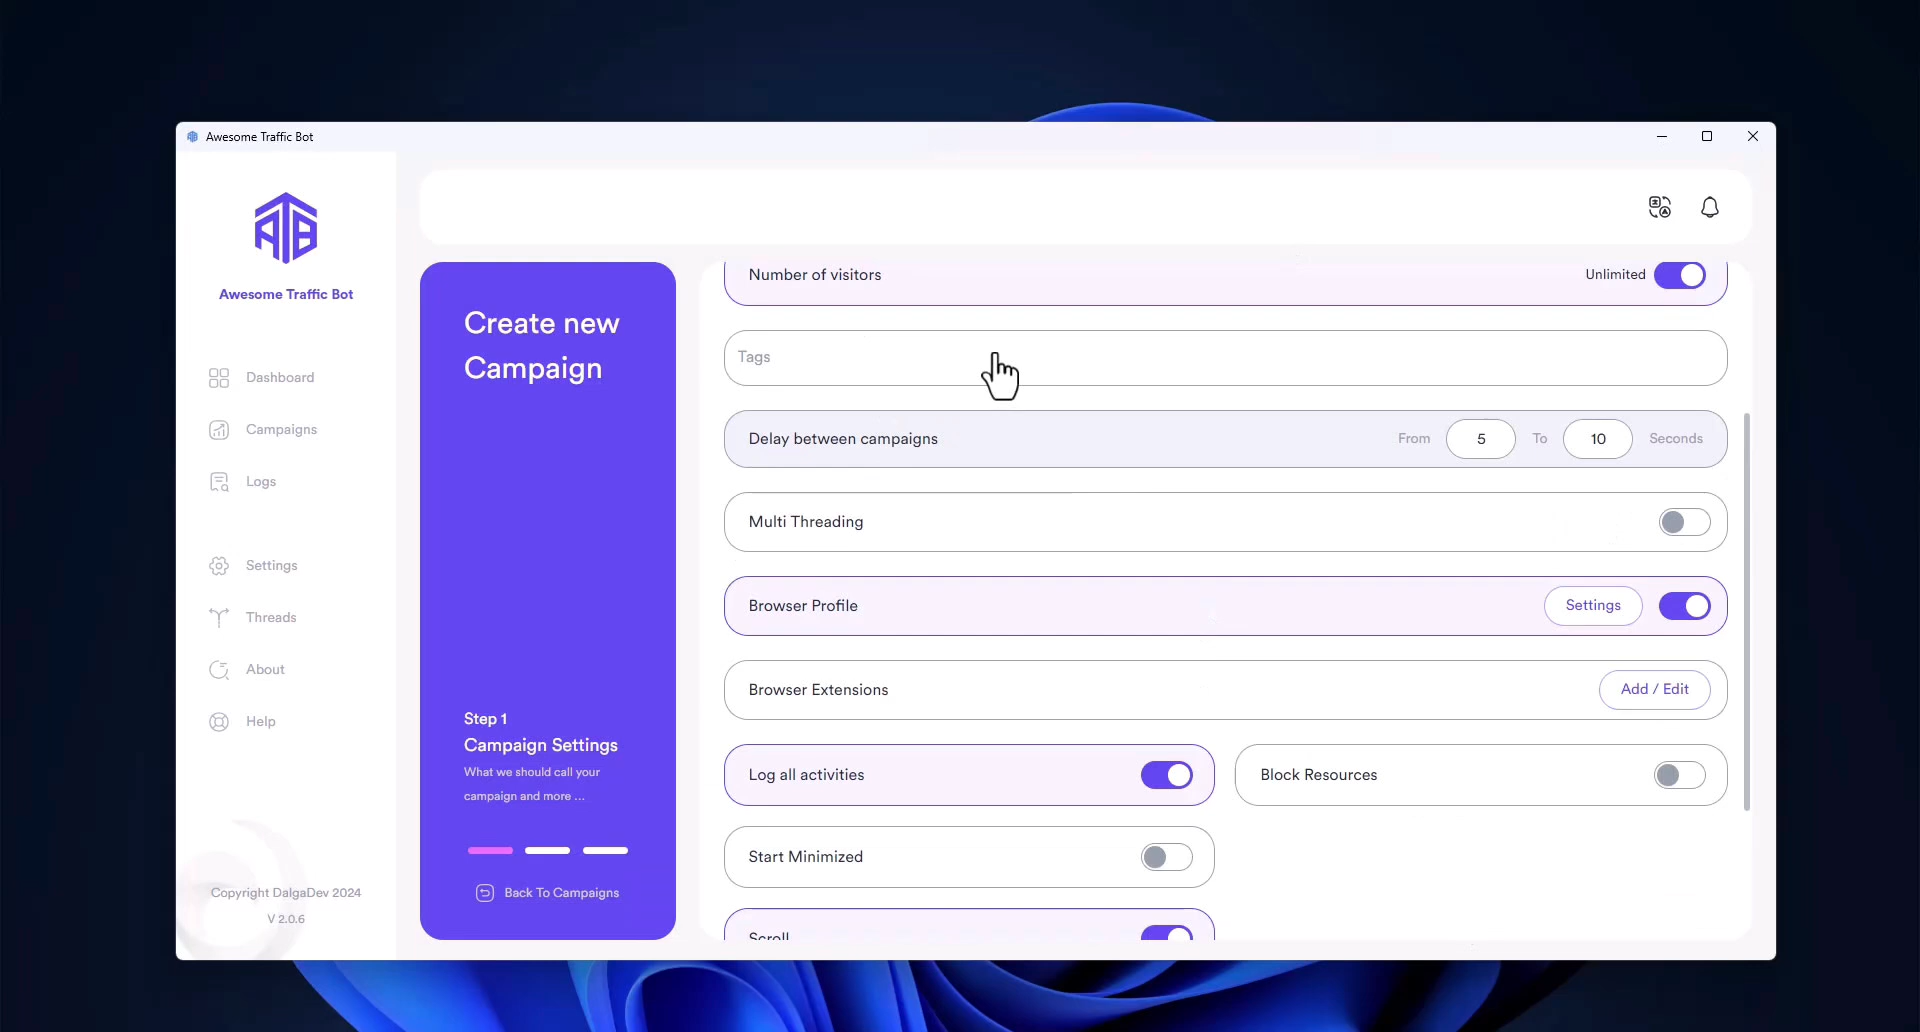 Awesome Traffic Bot
ATB
Awesome Traffic Bot
Dashboard
Campaigns
Logs
Settings
Threads
About
Help
Copyright DalgaDev 2024
V 2.0.6
Create new
Campaign
Step 1
Campaign Settings
What we should call your
campaign and more ...
Back To Campaigns
Number of visitors Unlimited
Tags
Delay between campaigns From 5 To 10 Seconds
Multi Threading
Browser Profile Settings
Browser Extensions Add / Edit
Log all activities Block Resources
Start Minimized
Scroll